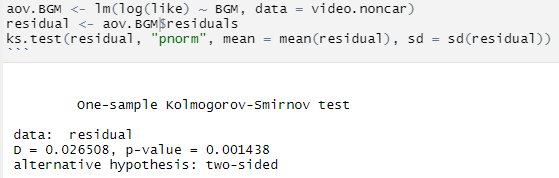 aov.BGM <- lm(log(like) ~ BGM, data = video.noncar)
residual <- aov.BGM$residuals
ks.test(residual, "pnorm", mean = mean(residual), sd = sd(residual))
```
One-sample Kolmogorov-Smirnov test
data:  residual
D = 0.026508, p-value = 0.001438
alternative hypothesis: two-sided